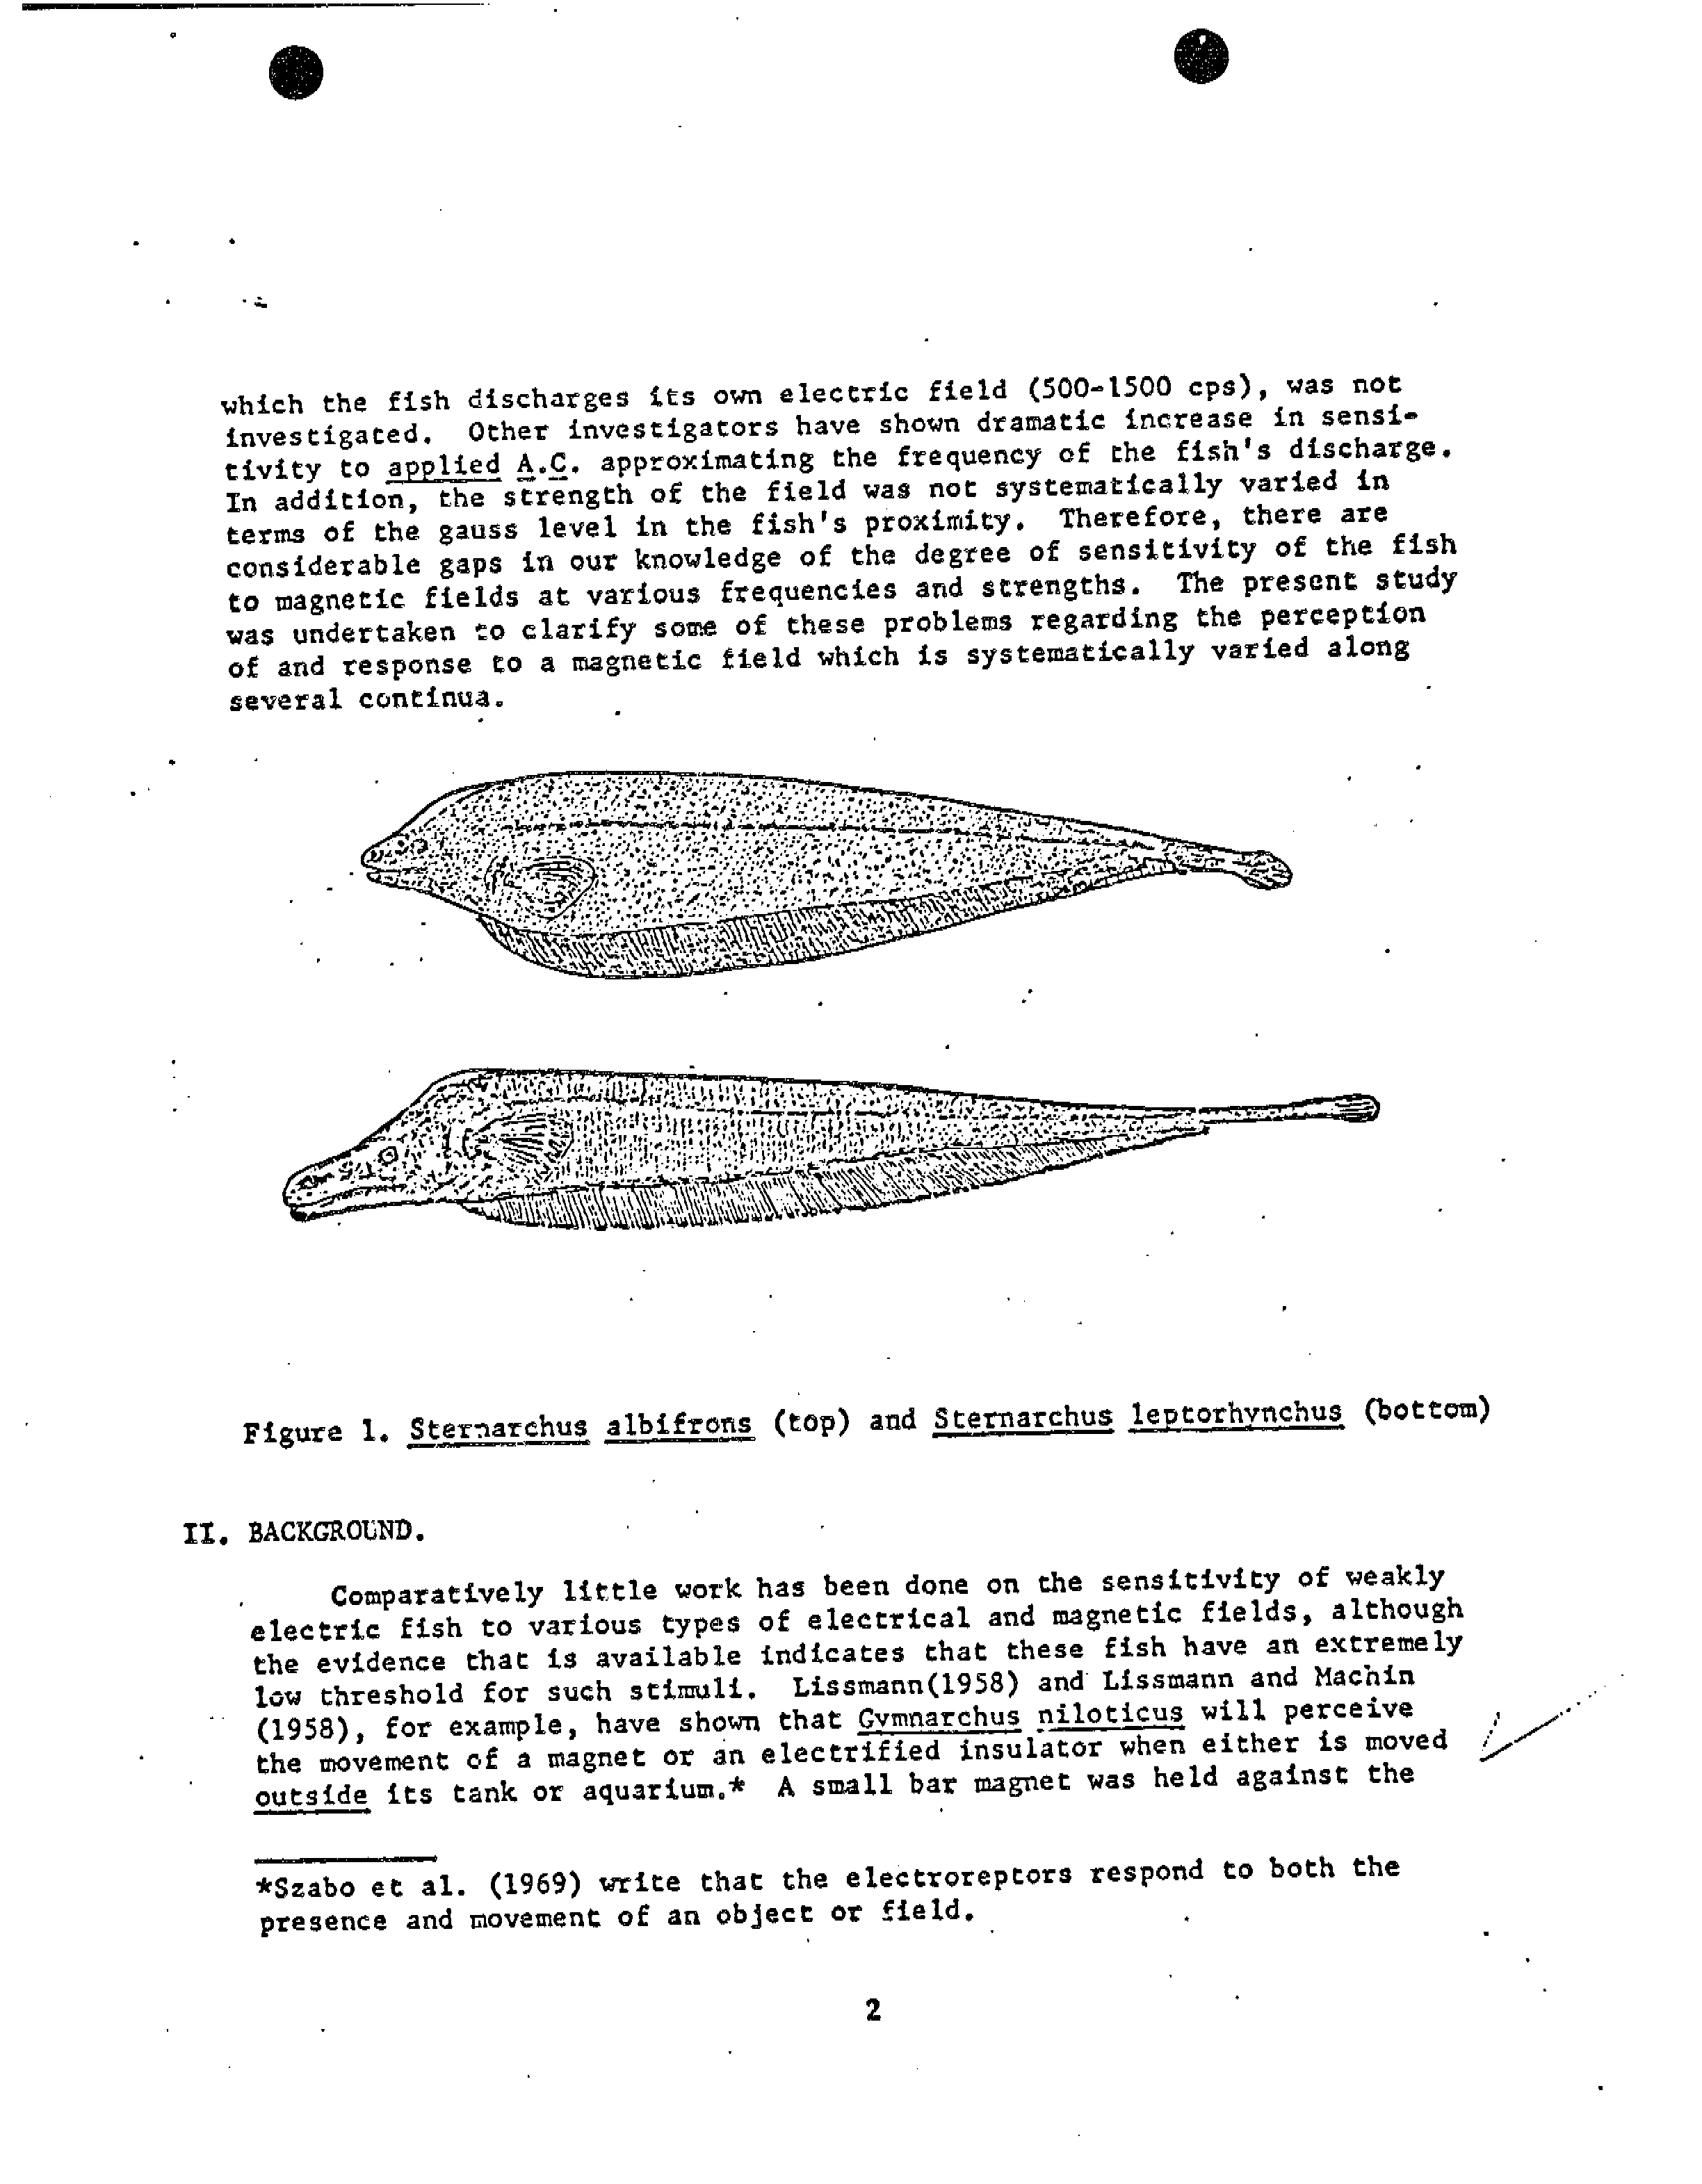 which the fish discharges its own electric field (500-1500 cps), was not
investigated. Other investigators have shown dramatic increase in sensi-
tivity to applied A.C. approximating the frequency of the fish's discharge.
In addition, the strength of the field was not systematically varied in
terms of the gauss level in the fish's proximity. Therefore, there are
considerable gaps in our knowledge of the degree of sensitivity of the fish
to magnetic fields at various frequencies and strengths. The present study
was undertaken to clarify some of these problems regarding the perception
of and response to a magnetic field which is systematically varied along
several continua.
Figure 1. Sternarchus albifrons (top) and Sternarchus leptorhynchus (bottom)
II. BACKGROUND.
Comparatively little work has been done on the sensitivity of weakly
electric fish to various types of electrical and magnetic fields, although
the evidence that is available indicates that these fish have an extremely
low threshold for such stimuli. Lissmann(1958) and Lissmann and Machin
(1958), for example, have shown that Gymnarchus niloticus will perceive
the movement of a magnet or an electrified insulator when either is moved
outside its tank or aquarium.* A small bar magnet was held against the
*Szabo et al. (1969) write that the electroreptors respond to both the
presence and movement of an object or field.
2